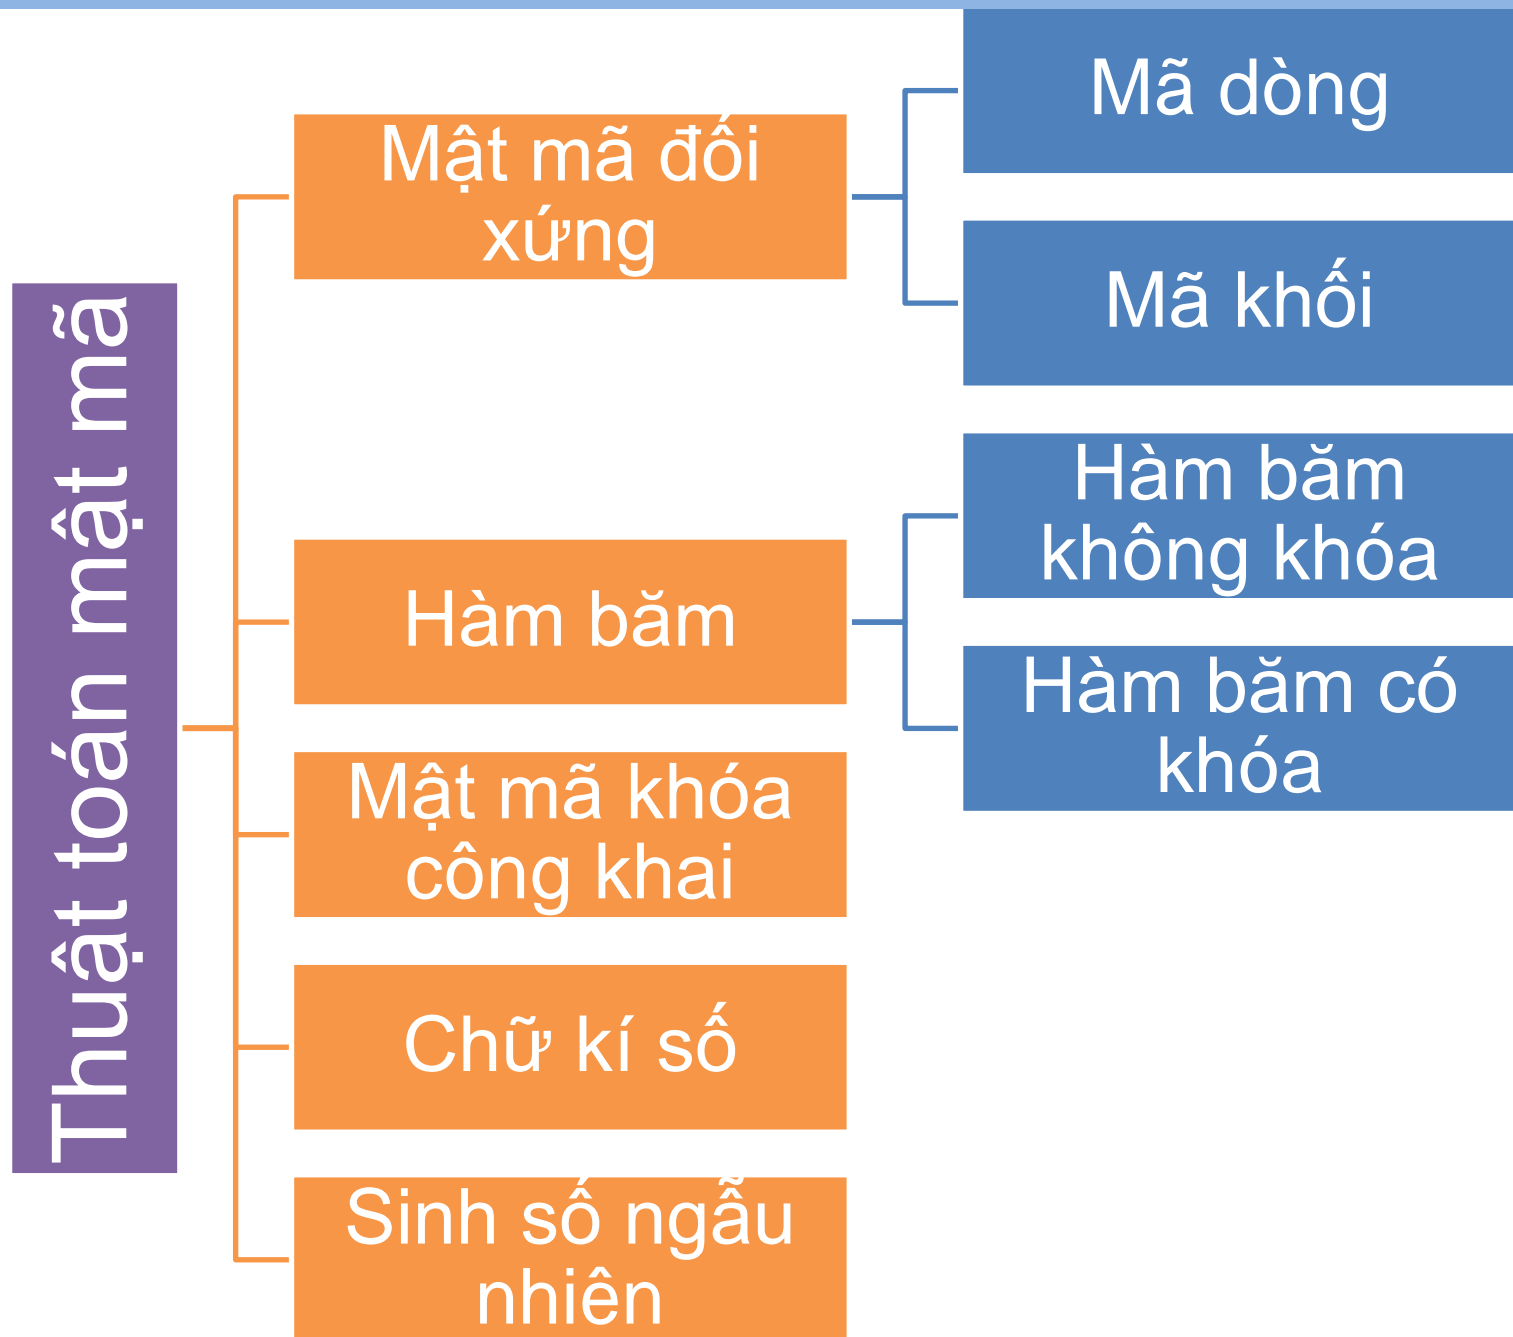 Thuật toán mật mã
Mật mã đối
xứng
Mã dòng
Mã khối
Hàm băm
Hàm băm
không khóa
Hàm băm có
khóa
Mật mã khóa
công khai
Chữ kí số
Sinh số ngẫu
nhiên